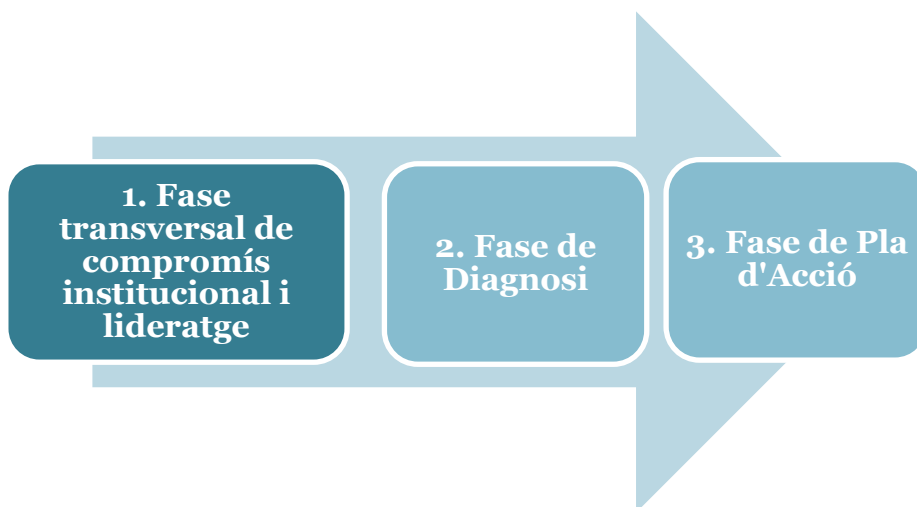 1. Fase
transversal de
compromís
institucional i
lideratge
2. Fase de
Diagnosi
3. Fase de Pla
d'Acció